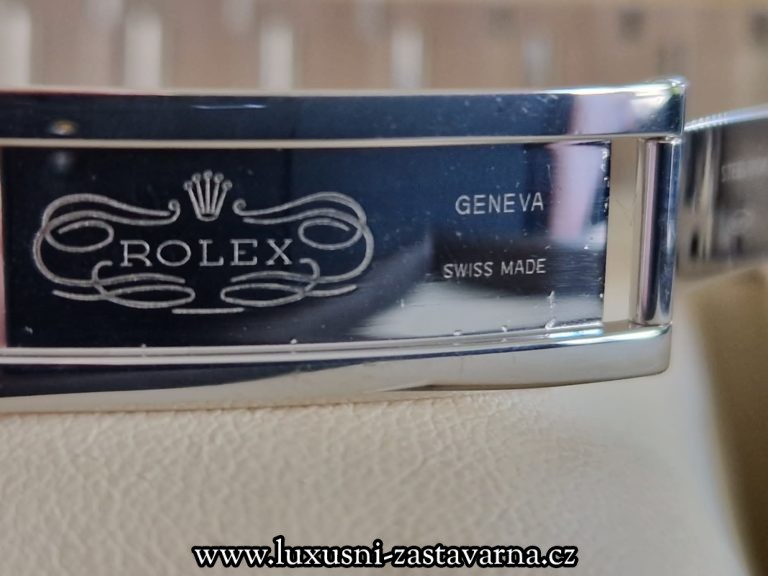 ROLEX
GENEVA
SWISS MADE
www.luxusni-zastavarna.cz